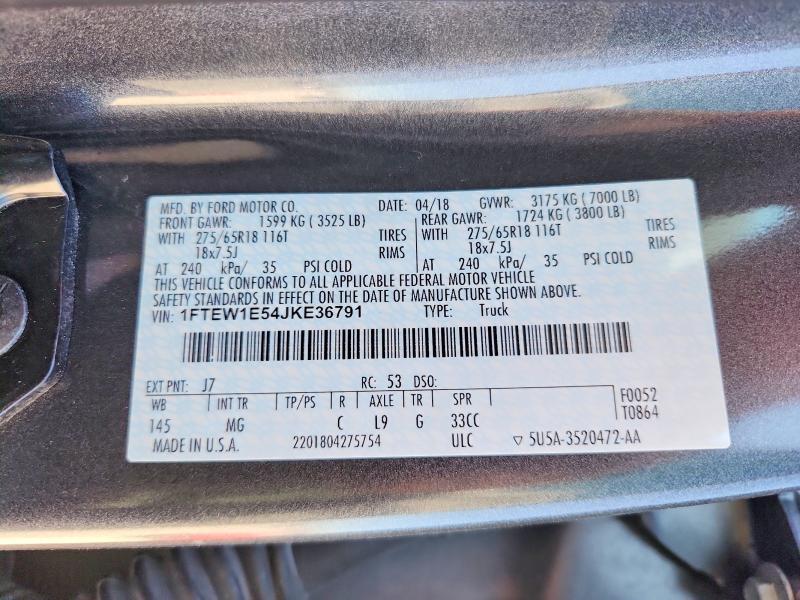 MFD. BY FORD MOTOR CO. DATE: 04/18 GVWR: 3175 KG ( 7000 LB)
FRONT GAWR: 1599 KG ( 3525 LB) REAR GAWR: 1724 KG ( 3800 LB)
WITH 275/65R18 116T TIRES WITH 275/65R18 116T TIRES
18x7.5J RIMS 18x7.5J RIMS
AT 240 kPa/ 35 PSI COLD AT 240 kPa/ 35 PSI COLD
THIS VEHICLE CONFORMS TO ALL APPLICABLE FEDERAL MOTOR VEHICLE
SAFETY STANDARDS IN EFFECT ON THE DATE OF MANUFACTURE SHOWN ABOVE.
VIN: 1FTEW1E54JKE36791 TYPE: Truck
EXT PNT: J7 RC: 53 DSO:
WB INT TR TP/PS R AXLE TR SPR F0052
145 MG C L9 G 33CC T0864
MADE IN U.S.A. 2201804275754 ULC ▽ 5U5A-3520472-AA